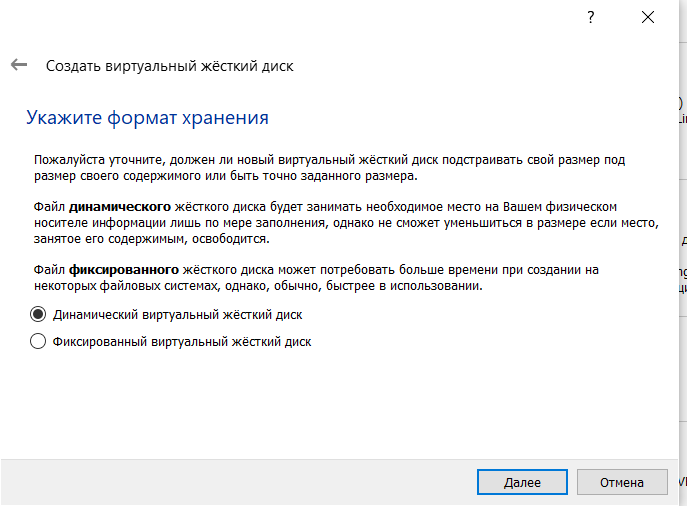 ?
Создать виртуальный жёсткий диск
Укажите формат хранения
Пожалуйста уточните, должен ли новый виртуальный жёсткий диск подстраивать свой размер под
размер своего содержимого или быть точно заданного размера.
Файл динамического жёсткого диска будет занимать необходимое место на Вашем физическом
носителе информации лишь по мере заполнения, однако не сможет уменьшиться в размере если место,
занятое его содержимым, освободится.
Файл фиксированного жёсткого диска может потребовать больше времени при создании на
некоторых файловых системах, однако, обычно, быстрее в использовании.
Динамический виртуальный жёсткий диск
Фиксированный виртуальный жёсткий диск
Далее
Отмена